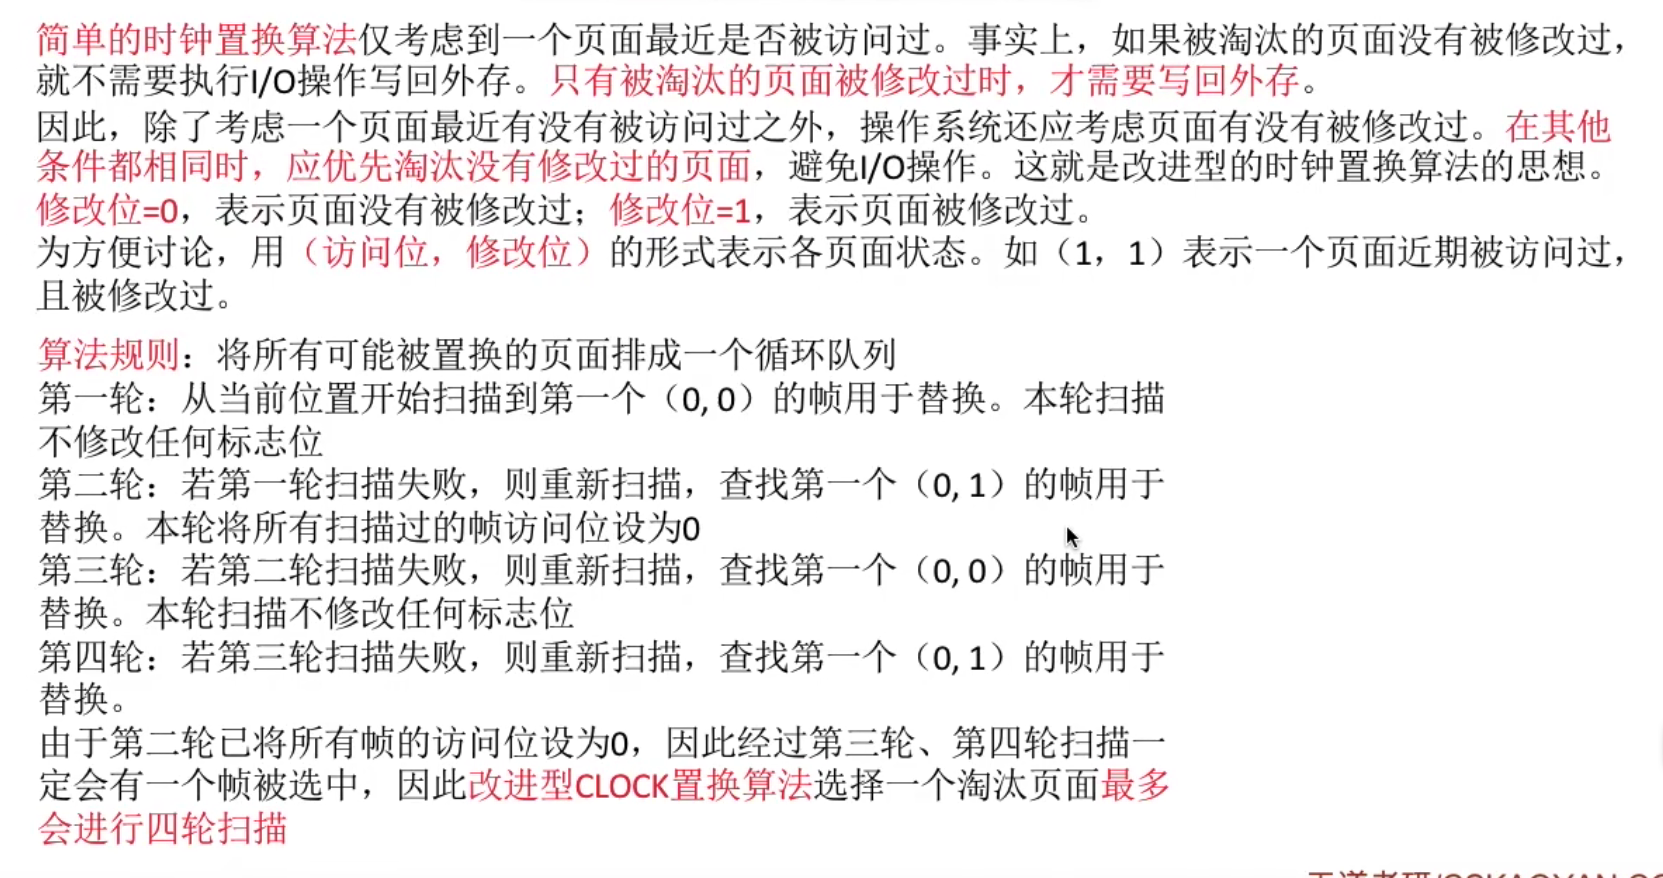 简单的时钟置换算法仅考虑到一个页面最近是否被访问过。事实上，如果被淘汰的页面没有被修改过，
就不需要执行I/O操作写回外存。只有被淘汰的页面被修改过时，才需要写回外存。
因此，除了考虑一个页面最近有没有被访问过之外，操作系统还应考虑页面有没有被修改过。在其他
条件都相同时，应优先淘汰没有修改过的页面，避免I/O操作。这就是改进型的时钟置换算法的思想。
修改位=0，表示页面没有被修改过；修改位=1，表示页面被修改过。
为方便讨论，用（访问位，修改位）的形式表示各页面状态。如（1，1）表示一个页面近期被访问过，
且被修改过。
算法规则：将所有可能被置换的页面排成一个循环队列
第一轮：从当前位置开始扫描到第一个（0, 0）的帧用于替换。本轮扫描
不修改任何标志位
第二轮：若第一轮扫描失败，则重新扫描，查找第一个（0, 1）的帧用于
替换。本轮将所有扫描过的帧访问位设为0
第三轮：若第二轮扫描失败，则重新扫描，查找第一个（0, 0）的帧用于
替换。本轮扫描不修改任何标志位
第四轮：若第三轮扫描失败，则重新扫描，查找第一个（0, 1）的帧用于
替换。
由于第二轮已将所有帧的访问位设为0，因此经过第三轮、第四轮扫描一
定会有一个帧被选中，因此改进型CLOCK置换算法选择一个淘汰页面最多
会进行四轮扫描